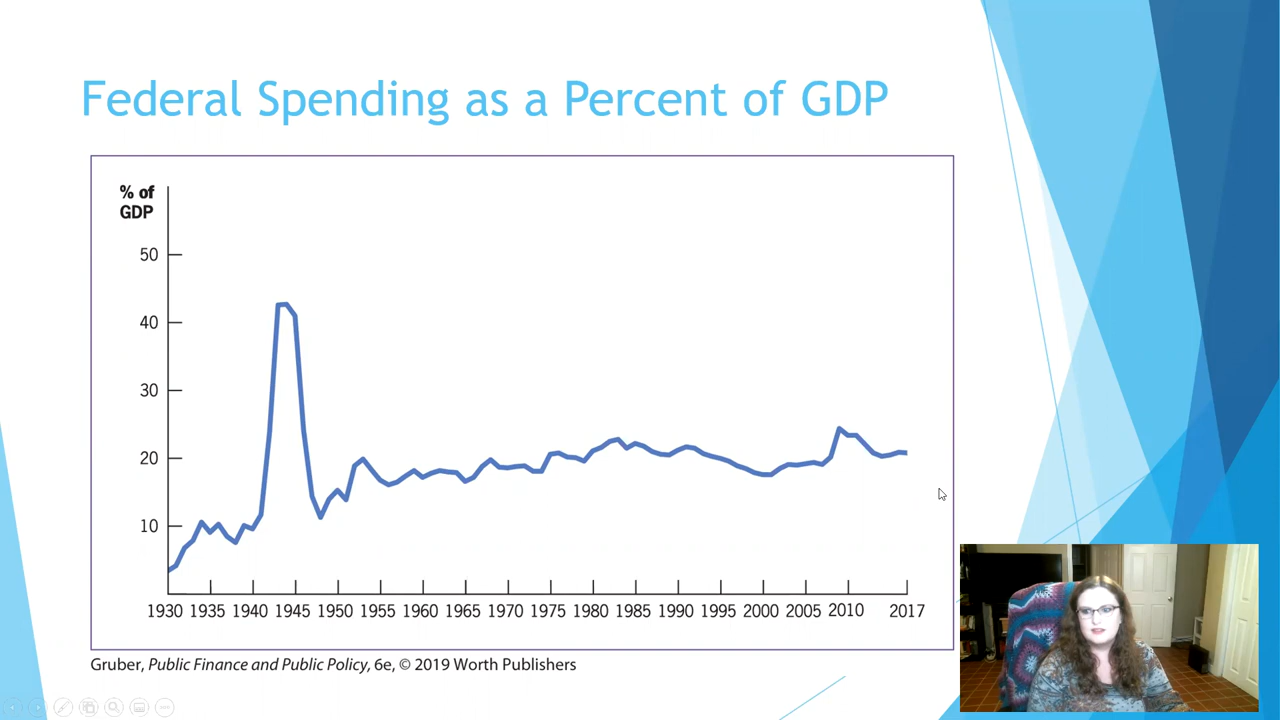 Federal Spending as a Percent of GDP
% of
GDP
50
40
30
20
10
1930 1935 1940 1945 1950 1955 1960 1965 1970 1975 1980 1985 1990 1995 2000 2005 2010 2017
Gruber, Public Finance and Public Policy, 6e, © 2019 Worth Publishers